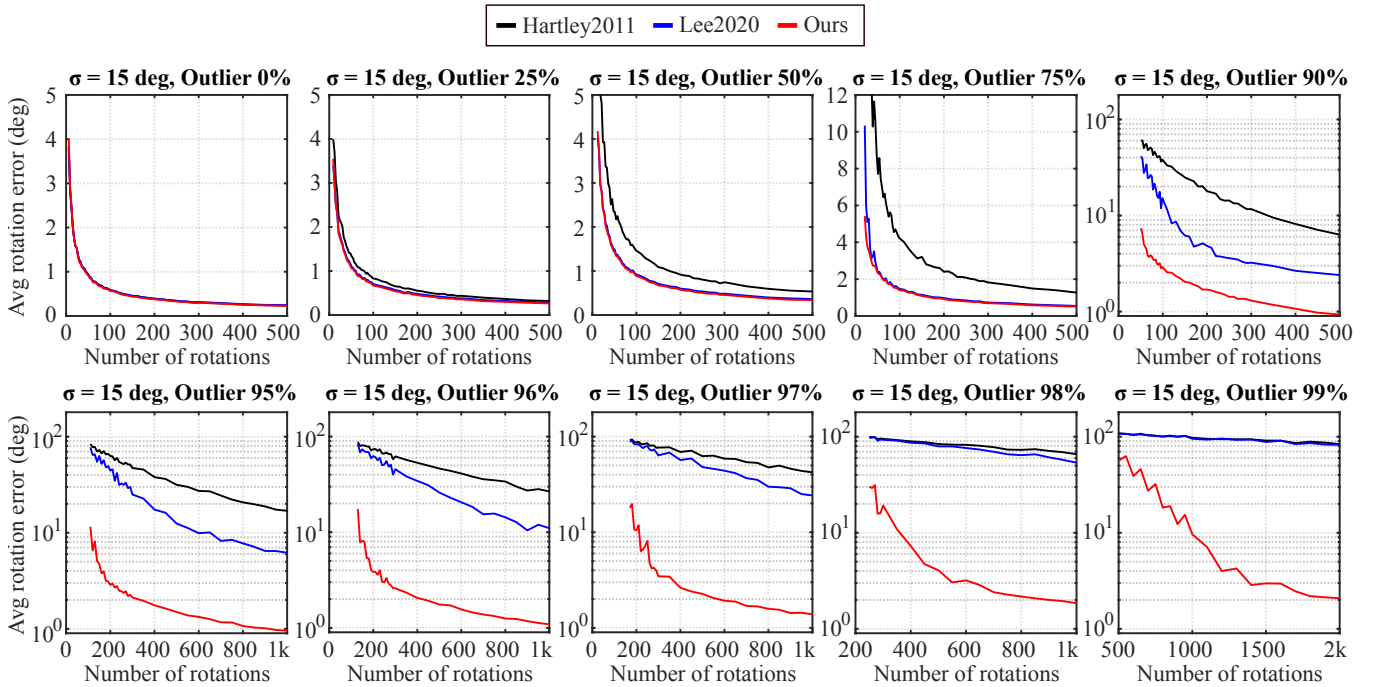 Hartley2011 Lee2020 Ours
σ = 15 deg, Outlier 0% σ = 15 deg, Outlier 25% σ = 15 deg, Outlier 50% σ = 15 deg, Outlier 75% σ = 15 deg, Outlier 90%
Avg rotation error (deg)
5 5 5 12 10²
4 4 4 10
3 3 3 8
6 10¹
2 2 2 4
1 1 1 2
0 0 0 0 10⁰
0 100 200 300 400 500 0 100 200 300 400 500 0 100 200 300 400 500 0 100 200 300 400 500 0 100 200 300 400 500
Number of rotations Number of rotations Number of rotations Number of rotations Number of rotations
σ = 15 deg, Outlier 95% σ = 15 deg, Outlier 96% σ = 15 deg, Outlier 97% σ = 15 deg, Outlier 98% σ = 15 deg, Outlier 99%
Avg rotation error (deg)
10² 10² 10² 10² 10²
10¹ 10¹ 10¹ 10¹ 10¹
10⁰ 10⁰ 10⁰ 10⁰ 10⁰
0 200 400 600 800 1k 0 200 400 600 800 1k 0 200 400 600 800 1k 200 400 600 800 1k 500 1000 1500 2k
Number of rotations Number of rotations Number of rotations Number of rotations Number of rotations